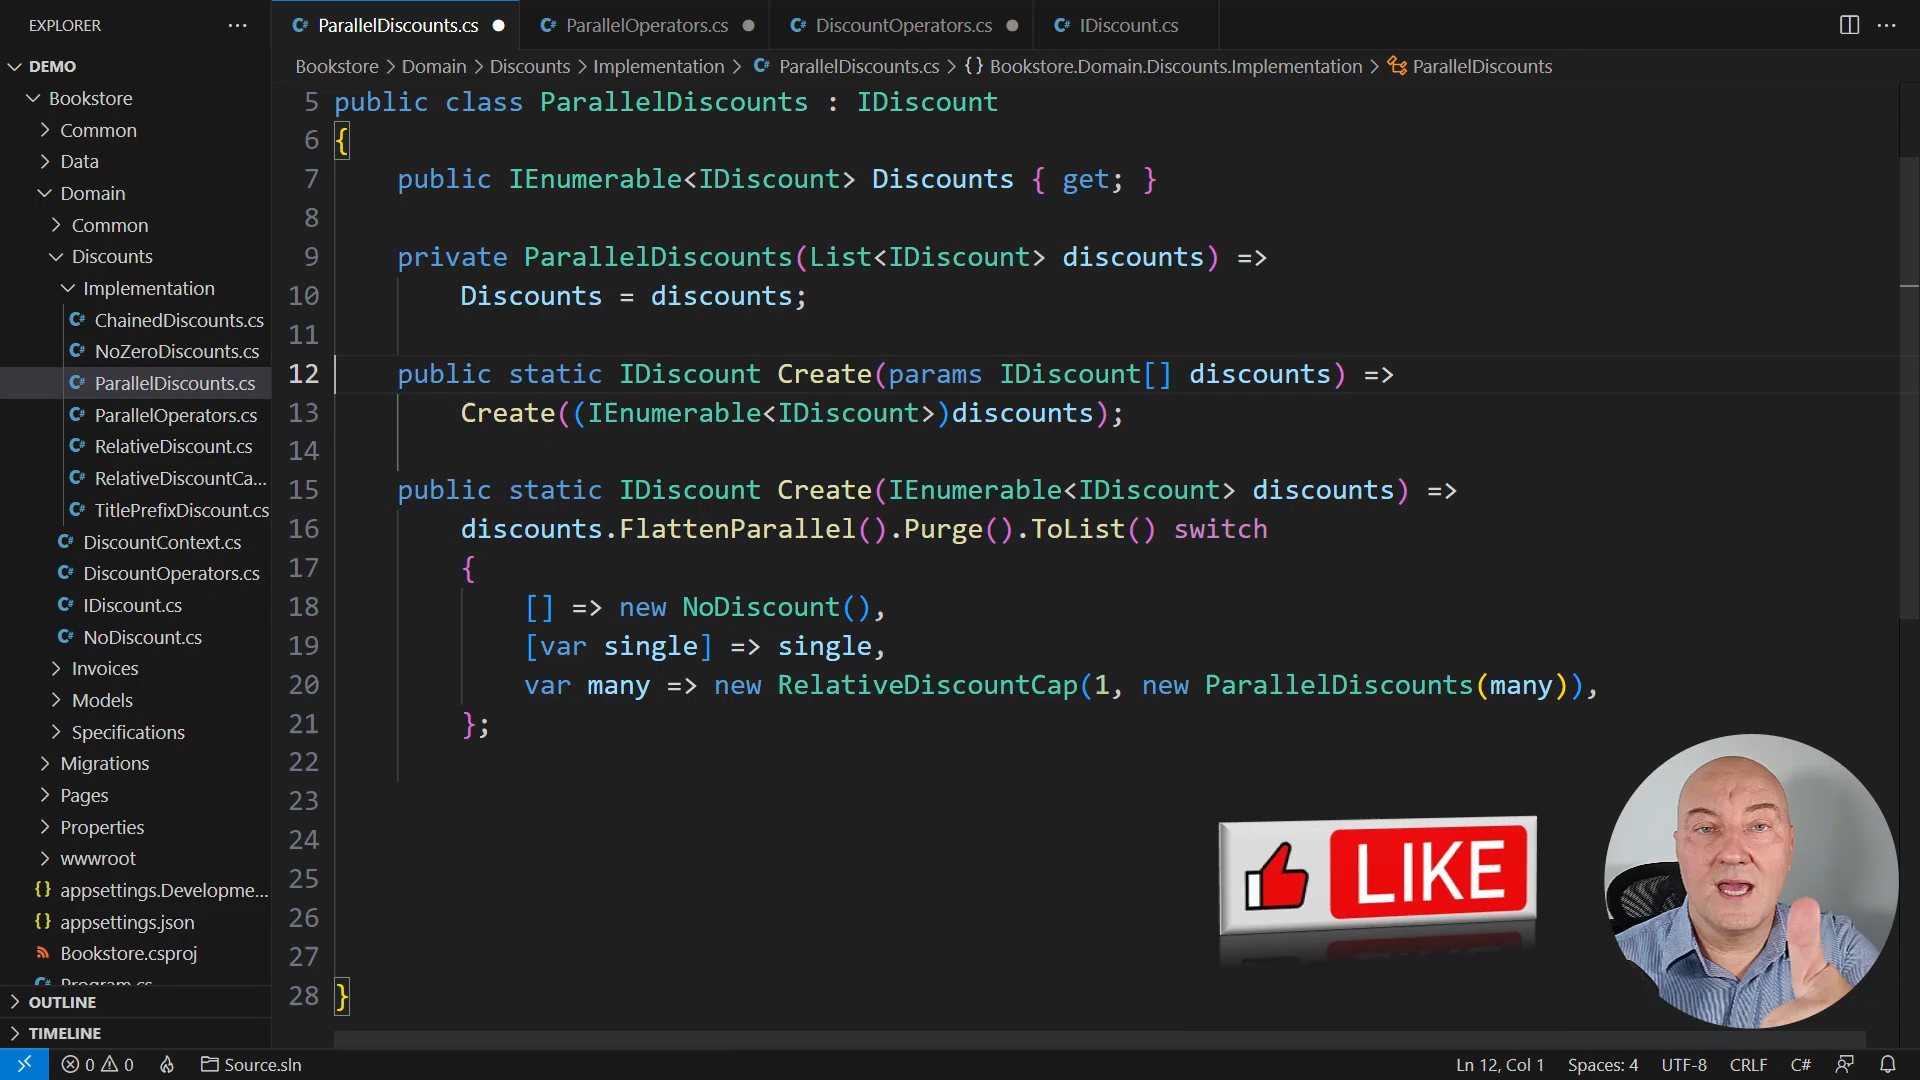 EXPLORER
ParallelDiscounts.cs
ParallelOperators.cs
DiscountOperators.cs
IDiscount.cs
DEMO
Bookstore > Domain > Discounts > Implementation > ParallelDiscounts.cs > {} Bookstore.Domain.Discounts.Implementation > ParallelDiscounts
Bookstore
Common
Data
Domain
Common
Discounts
Implementation
ChainedDiscounts.cs
NoZeroDiscounts.cs
ParallelDiscounts.cs
ParallelOperators.cs
RelativeDiscount.cs
RelativeDiscountCa...
TitlePrefixDiscount.cs
DiscountContext.cs
DiscountOperators.cs
IDiscount.cs
NoDiscount.cs
Invoices
Models
Specifications
Migrations
Pages
Properties
wwwroot
{} appsettings.Developme...
{} appsettings.json
Bookstore.csproj
Program.cs
OUTLINE
TIMELINE
5 public class ParallelDiscounts : IDiscount
6 {
7 public IEnumerable<IDiscount> Discounts { get; }
8
9 private ParallelDiscounts(List<IDiscount> discounts) =>
10 Discounts = discounts;
11
12 public static IDiscount Create(params IDiscount[] discounts) =>
13 Create((IEnumerable<IDiscount>)discounts);
14
15 public static IDiscount Create(IEnumerable<IDiscount> discounts) =>
16 discounts.FlattenParallel().Purge().ToList() switch
17 {
18 [] => new NoDiscount(),
19 [var single] => single,
20 var many => new RelativeDiscountCap(1, new ParallelDiscounts(many)),
21 };
22
23
24
25
26
27
28 }
LIKE
0 0 Source.sln
Ln 12, Col 1 Spaces: 4 UTF-8 CRLF C#